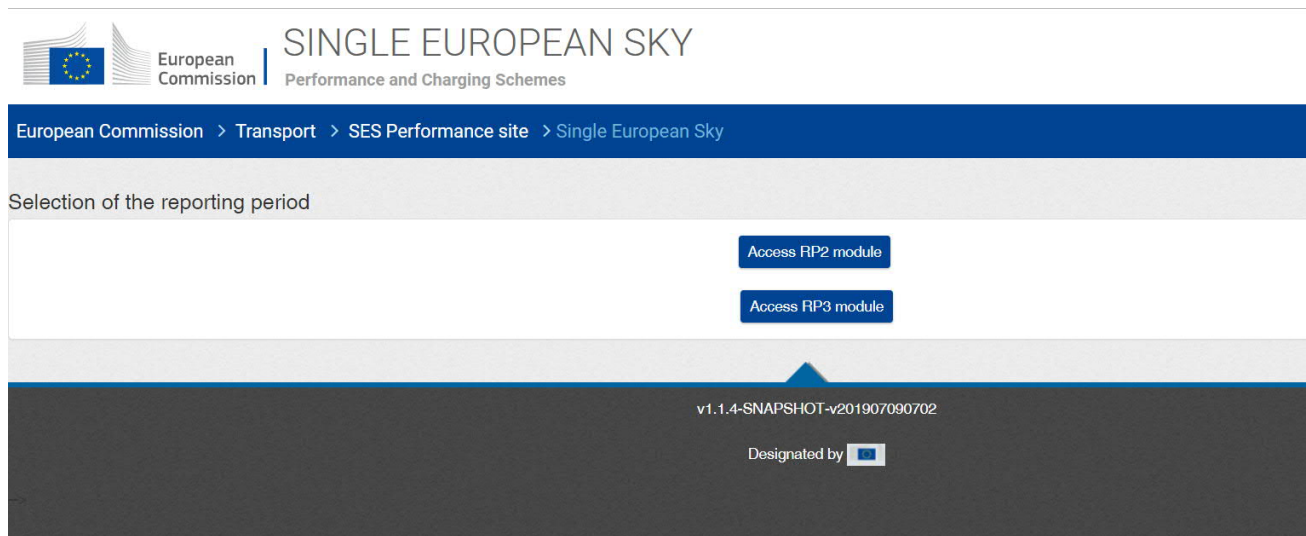 European
Commission
SINGLE EUROPEAN SKY
Performance and Charging Schemes
European Commission > Transport > SES Performance site > Single European Sky
Selection of the reporting period
Access RP2 module
Access RP3 module
v1.1.4-SNAPSHOT-v201907090702
Designated by
-->